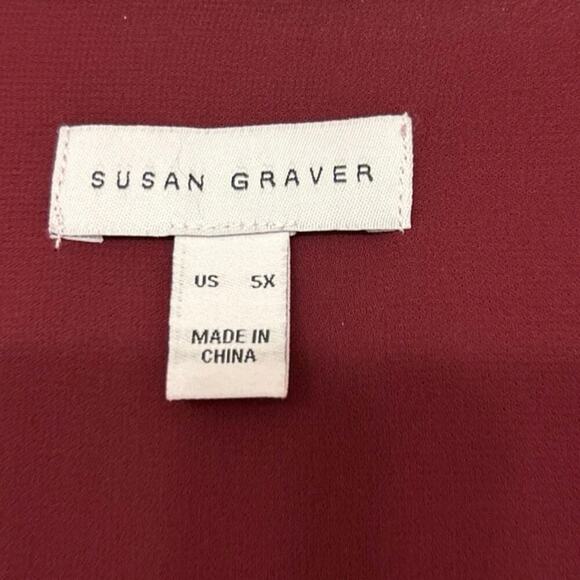 SUSAN GRAVER
US 5X
MADE IN
CHINA